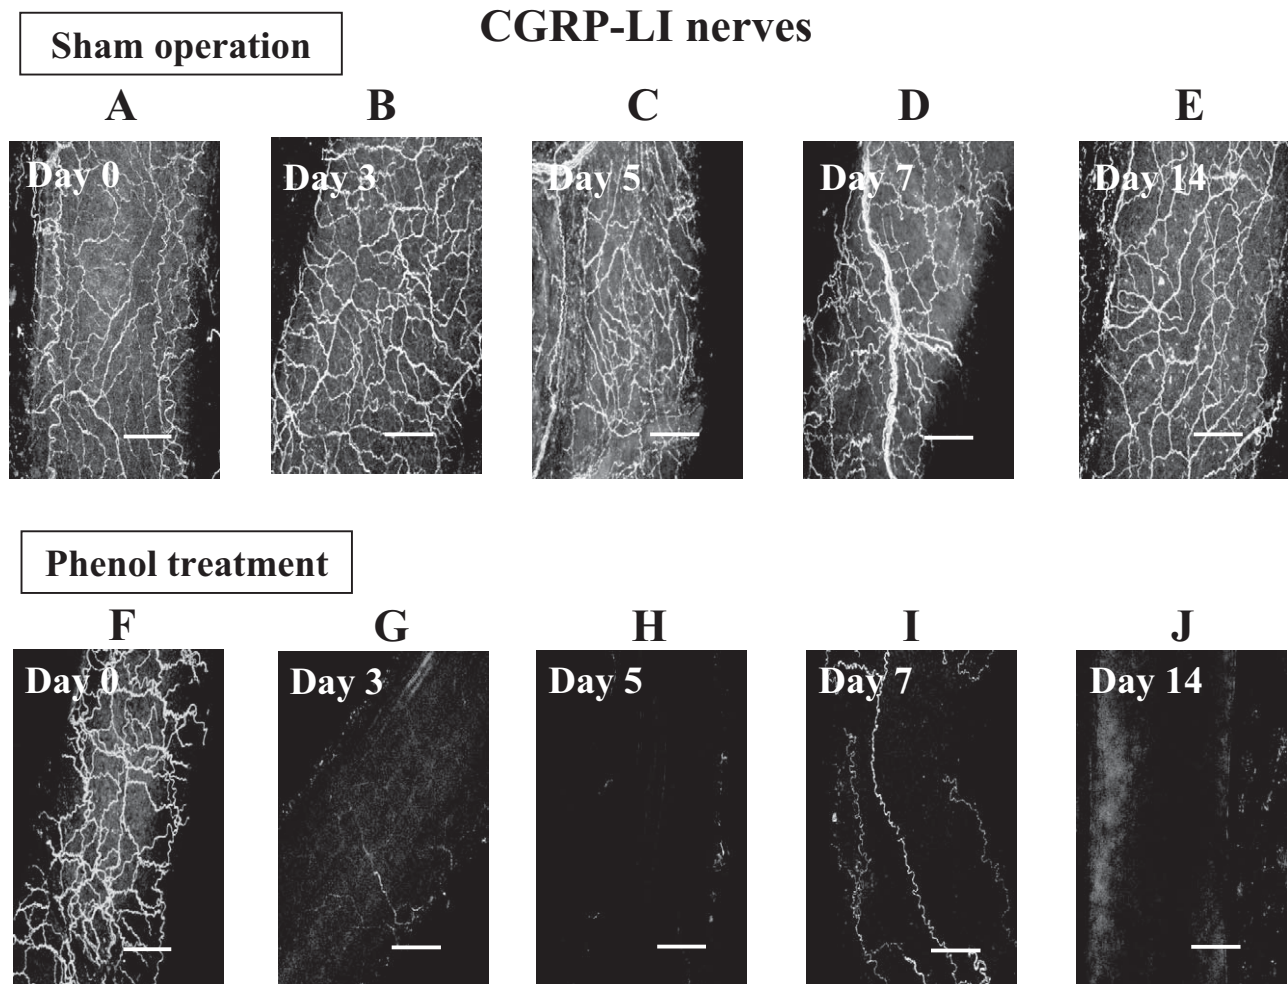 CGRP-LI nerves
Sham operation
A B C D E
Day 0 Day 3 Day 5 Day 7 Day 14
Phenol treatment
F G H I J
Day 0 Day 3 Day 5 Day 7 Day 14